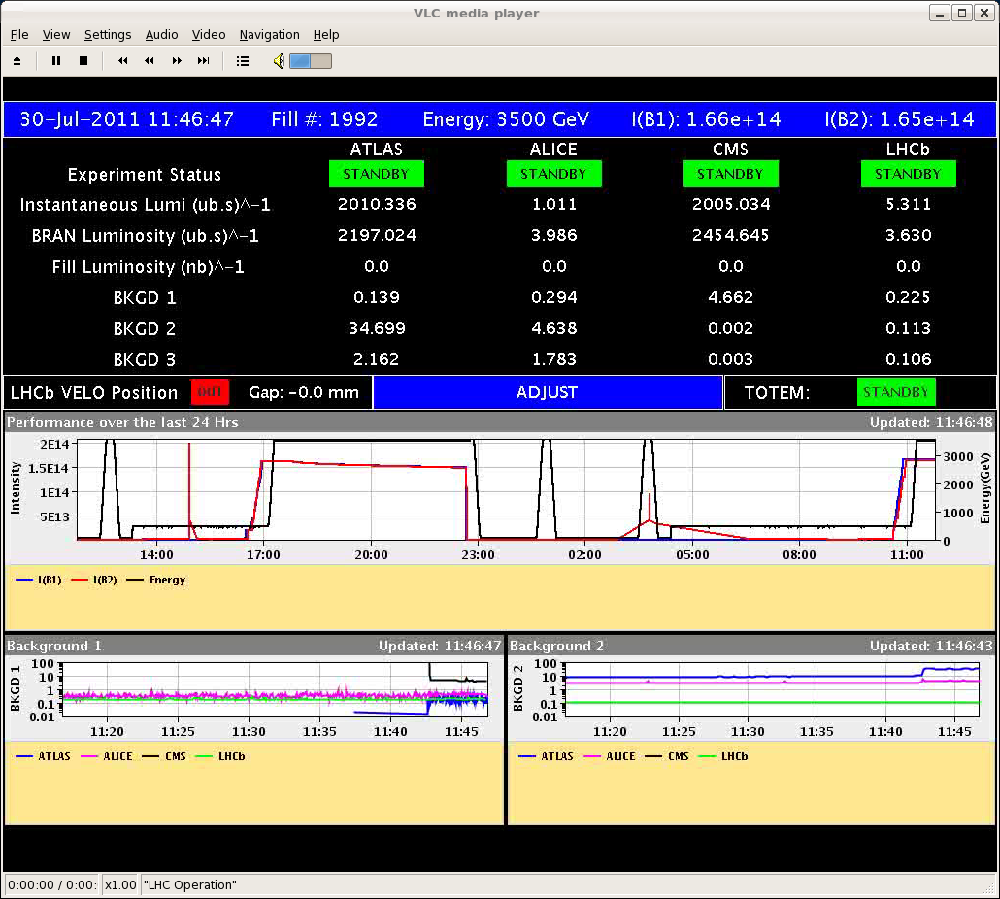 VLC media player
File View Settings Audio Video Navigation Help
30-Jul-2011 11:46:47 Fill #: 1992 Energy: 3500 GeV I(B1): 1.66e+14 I(B2): 1.65e+14
ATLAS ALICE CMS LHCb
Experiment Status STANDBY STANDBY STANDBY STANDBY
Instantaneous Lumi (ub.s)^-1 2010.336 1.011 2005.034 5.311
BRAN Luminosity (ub.s)^-1 2197.024 3.986 2454.645 3.630
Fill Luminosity (nb)^-1 0.0 0.0 0.0 0.0
BKGD 1 0.139 0.294 4.662 0.225
BKGD 2 34.699 4.638 0.002 0.113
BKGD 3 2.162 1.783 0.003 0.106
LHCb VELO Position OUT Gap: -0.0 mm ADJUST TOTEM: STANDBY
Performance over the last 24 Hrs Updated: 11:46:48
Intensity
2E14
1.5E14
1E14
5E13
3000
2000
1000
0
Energy(GeV)
14:00 17:00 20:00 23:00 02:00 05:00 08:00 11:00
I(B1) I(B2) Energy
Background 1 Updated: 11:46:47
BKGD 1
100
10
1
0.1
0.01
11:20 11:25 11:30 11:35 11:40 11:45
ATLAS ALICE CMS LHCb
Background 2 Updated: 11:46:43
BKGD 2
100
10
1
0.1
0.01
11:20 11:25 11:30 11:35 11:40 11:45
ATLAS ALICE CMS LHCb
0:00:00 / 0:00: x1.00 "LHC Operation"